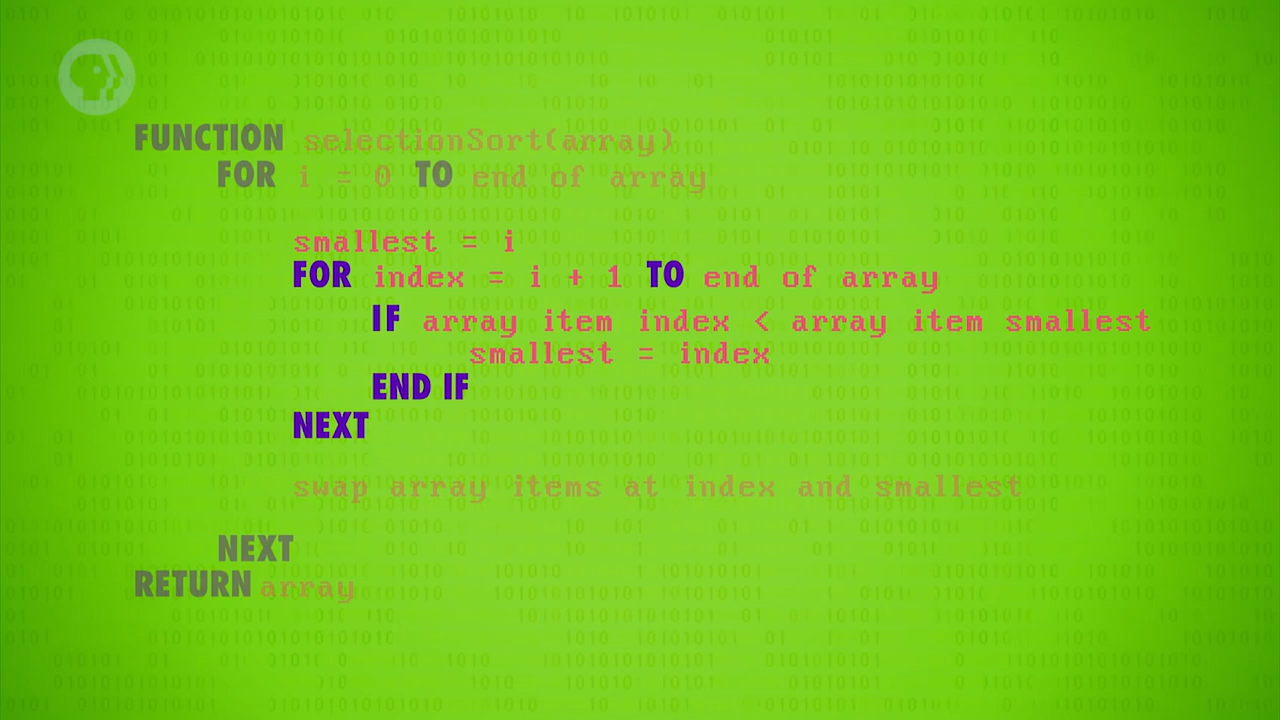 FUNCTION selectionSort(array)
FOR i = 0 TO end of array
smallest = i
FOR index = i + 1 TO end of array
IF array item index < array item smallest
smallest = index
END IF
NEXT
swap array items at index and smallest
NEXT
RETURN array